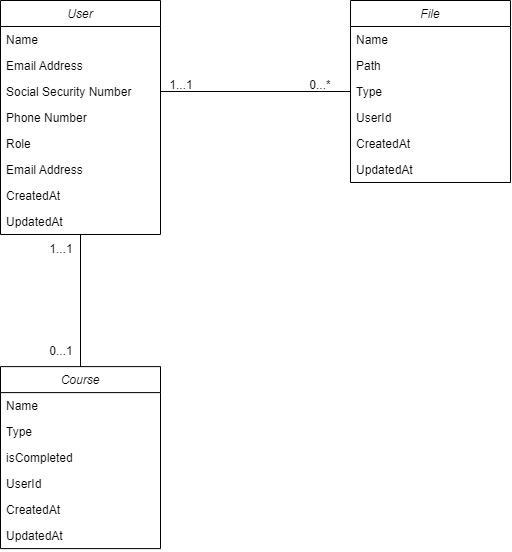 User
Name
Email Address
Social Security Number
Phone Number
Role
Email Address
CreatedAt
UpdatedAt
1...1
0...*
File
Name
Path
Type
UserId
CreatedAt
UpdatedAt
1...1
0...1
Course
Name
Type
isCompleted
UserId
CreatedAt
UpdatedAt